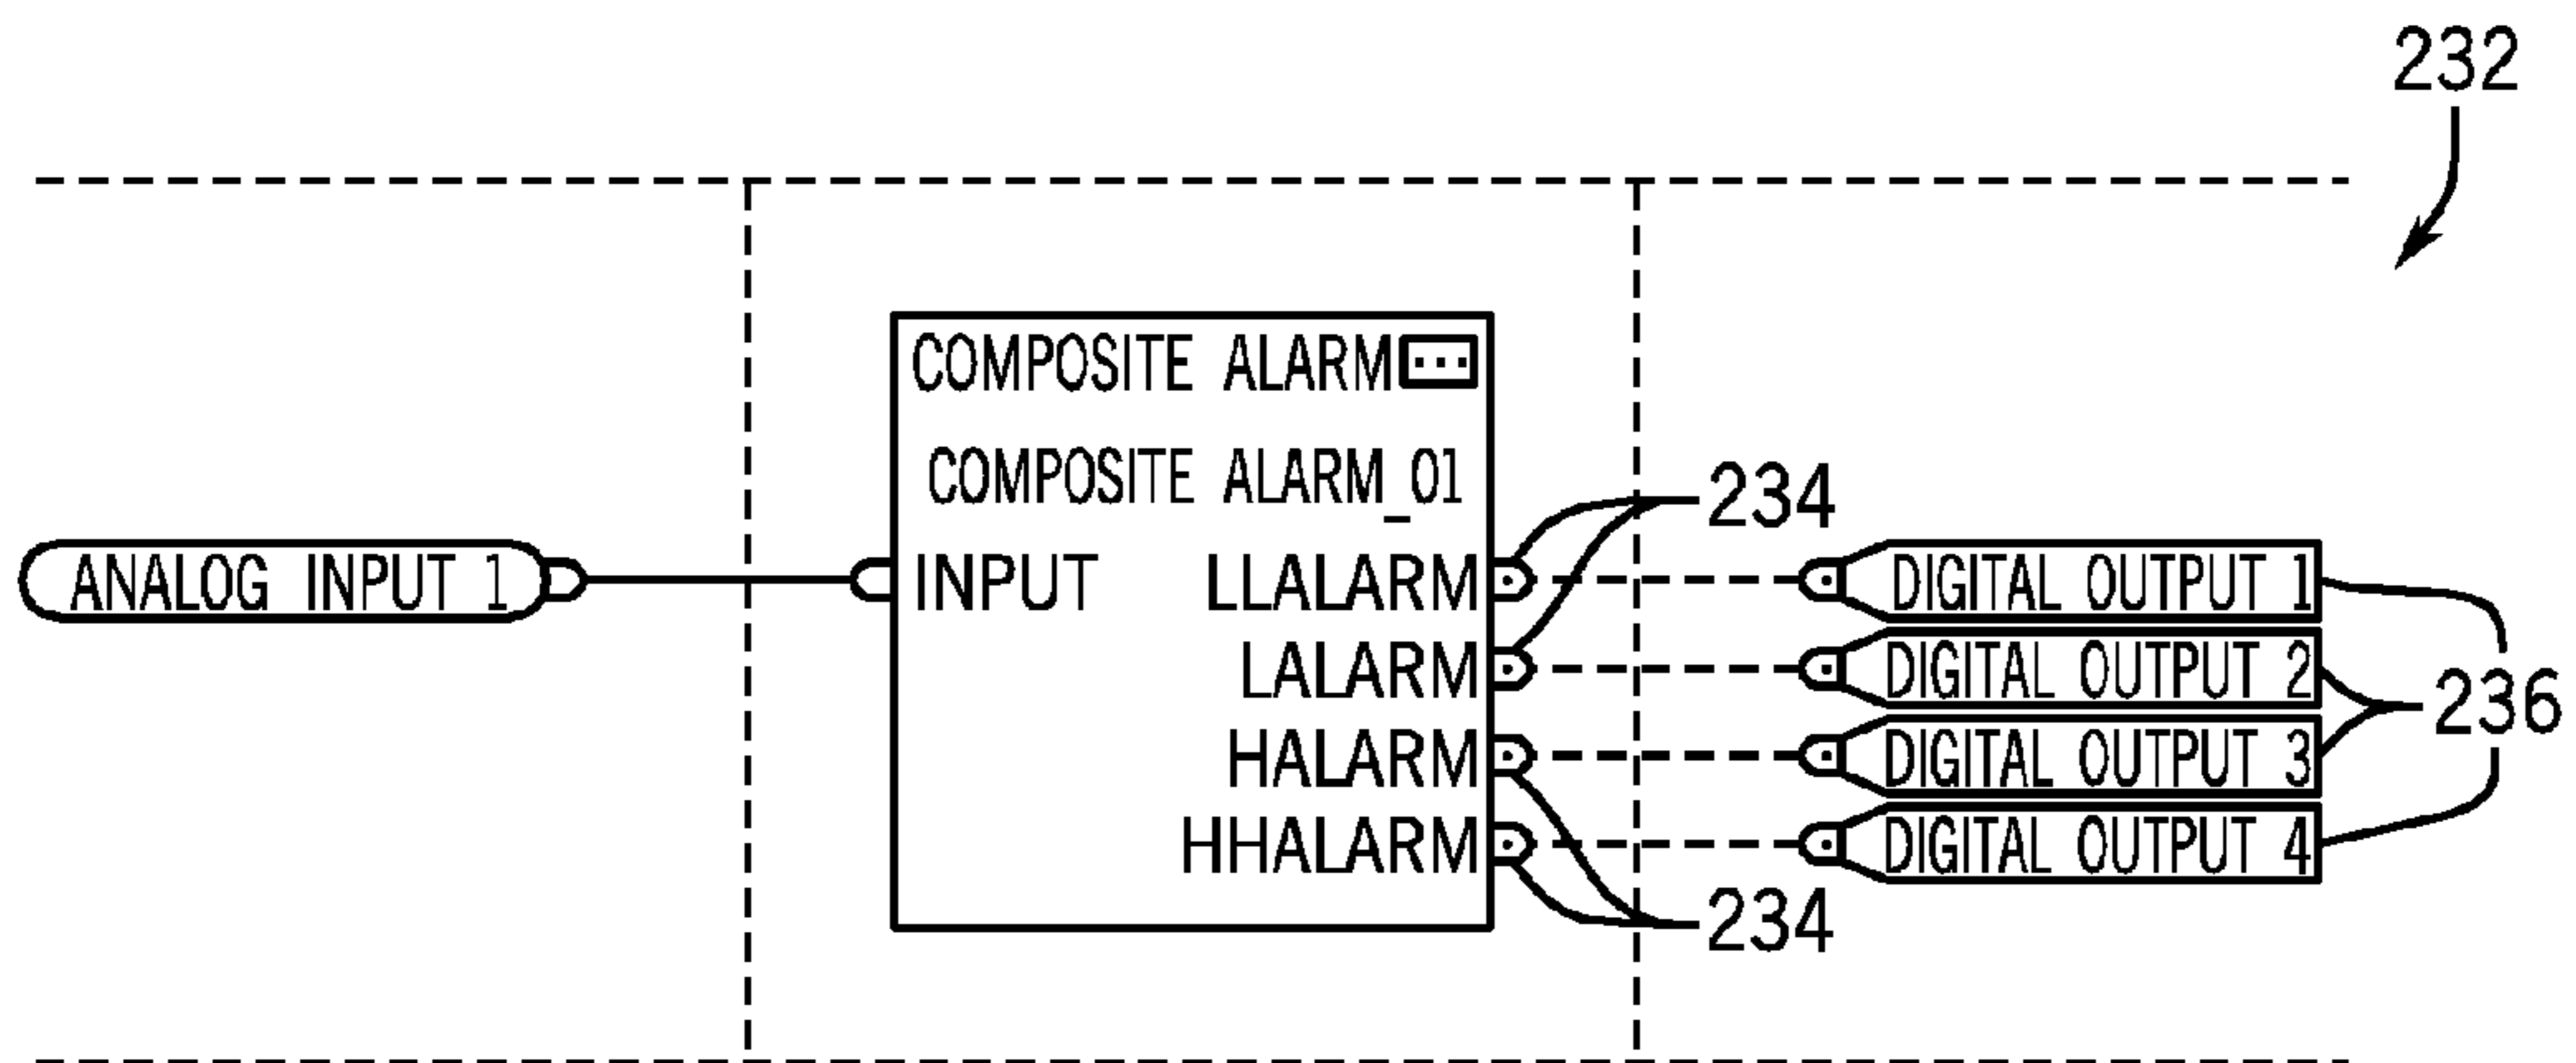 232
COMPOSITE ALARM ...
COMPOSITE ALARM_01
234
ANALOG INPUT 1
INPUT
LLALARM
DIGITAL OUTPUT 1
LALARM
DIGITAL OUTPUT 2
236
HALARM
DIGITAL OUTPUT 3
HHALARM
DIGITAL OUTPUT 4
234